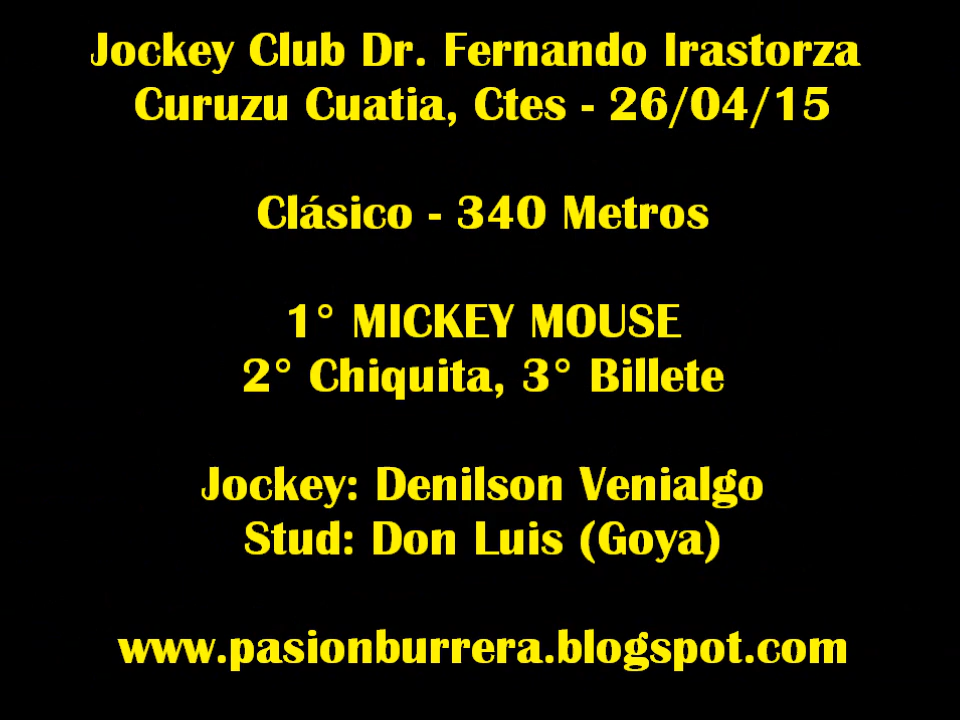 Jockey Club Dr. Fernando Irastorza
Curuzu Cuatia, Ctes - 26/04/15
Clásico - 340 Metros
1° MICKEY MOUSE
2° Chiquita, 3° Billete
Jockey: Denilson Venialgo
Stud: Don Luis (Goya)
www.pasionburrera.blogspot.com